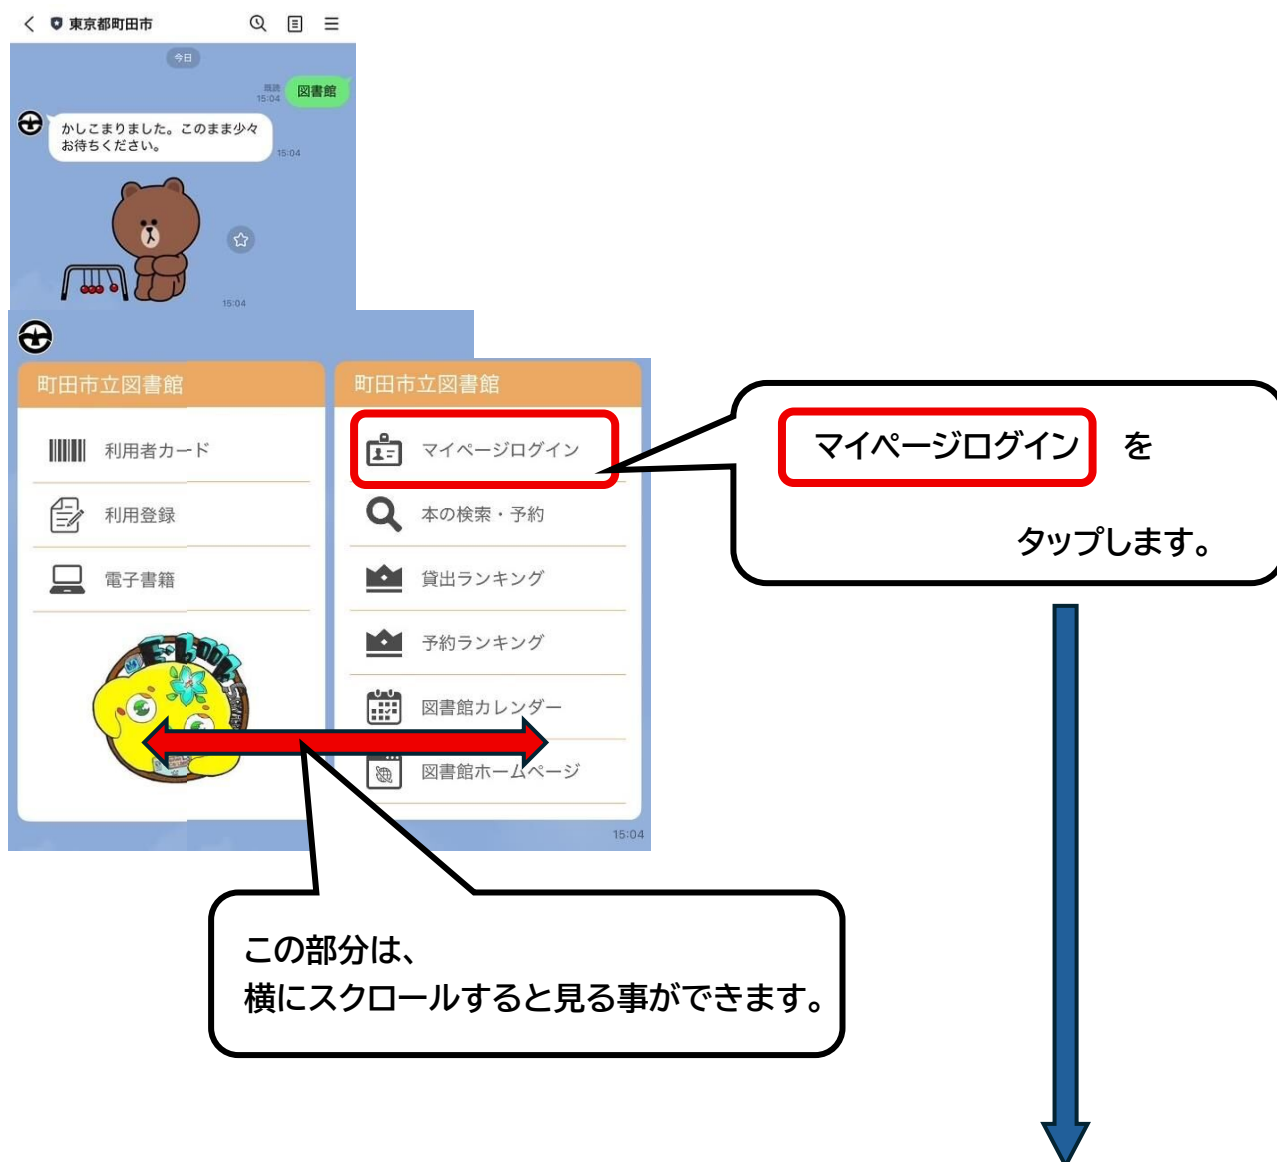 東京都町田市
今日
既読
15:04
図書館
かしこまりました。このまま少々
お待ちください。
15:04
15:04
町田市立図書館
利用者カード
利用登録
電子書籍
E-Book
町田市立図書館
マイページログイン
本の検索・予約
貸出ランキング
予約ランキング
図書館カレンダー
図書館ホームページ
15:04
マイページログイン を
タップします。
この部分は、
横にスクロールすると見る事ができます。